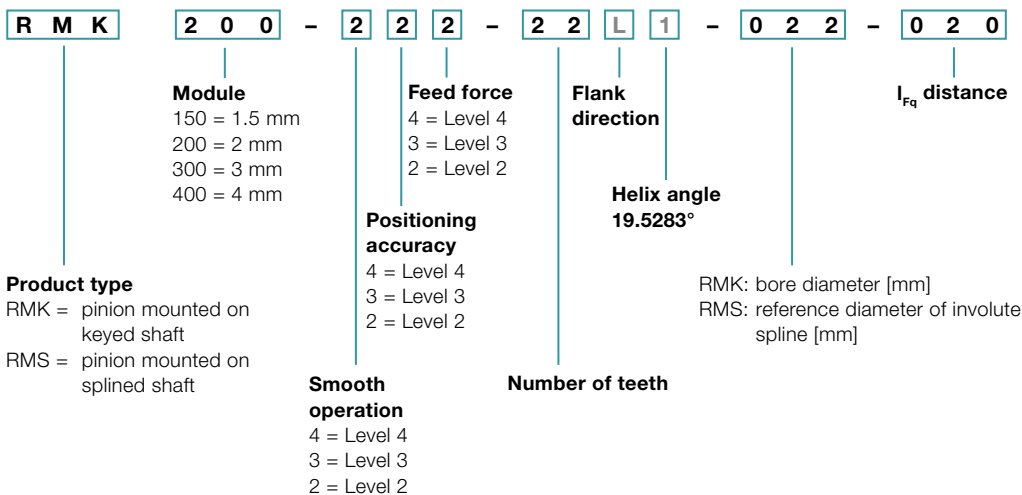 R M K 2 0 0 – 2 2 2 – 2 2 L 1 – 0 2 2 – 0 2 0
Module
150 = 1.5 mm
200 = 2 mm
300 = 3 mm
400 = 4 mm
Feed force
4 = Level 4
3 = Level 3
2 = Level 2
Flank
direction
lFq distance
Helix angle
19.5283°
Positioning
accuracy
4 = Level 4
3 = Level 3
2 = Level 2
Product type
RMK = pinion mounted on
keyed shaft
RMS = pinion mounted on
splined shaft
RMK: bore diameter [mm]
RMS: reference diameter of involute
spline [mm]
Smooth
operation
4 = Level 4
3 = Level 3
2 = Level 2
Number of teeth